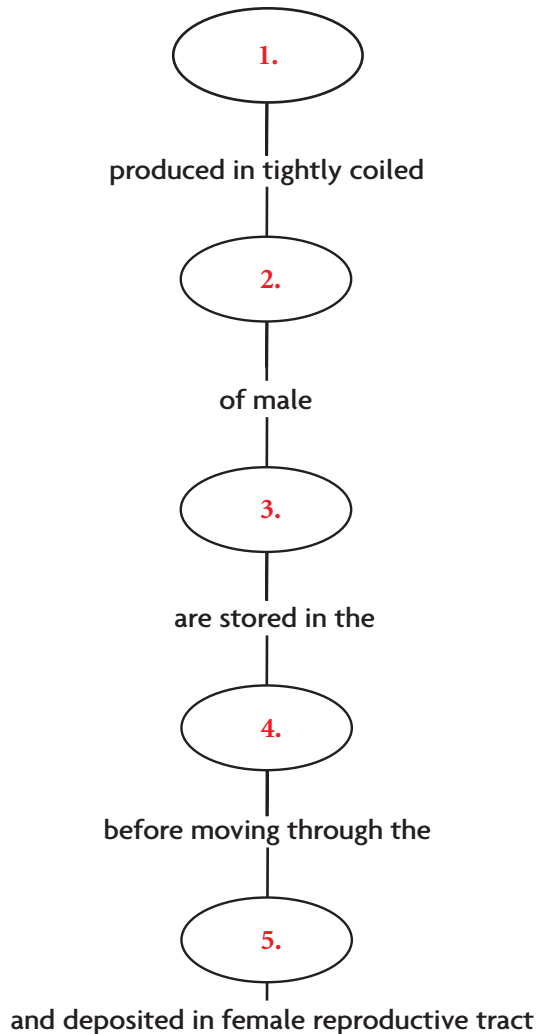 1.
produced in tightly coiled
2.
of male
3.
are stored in the
4.
before moving through the
5.
and deposited in female reproductive tract